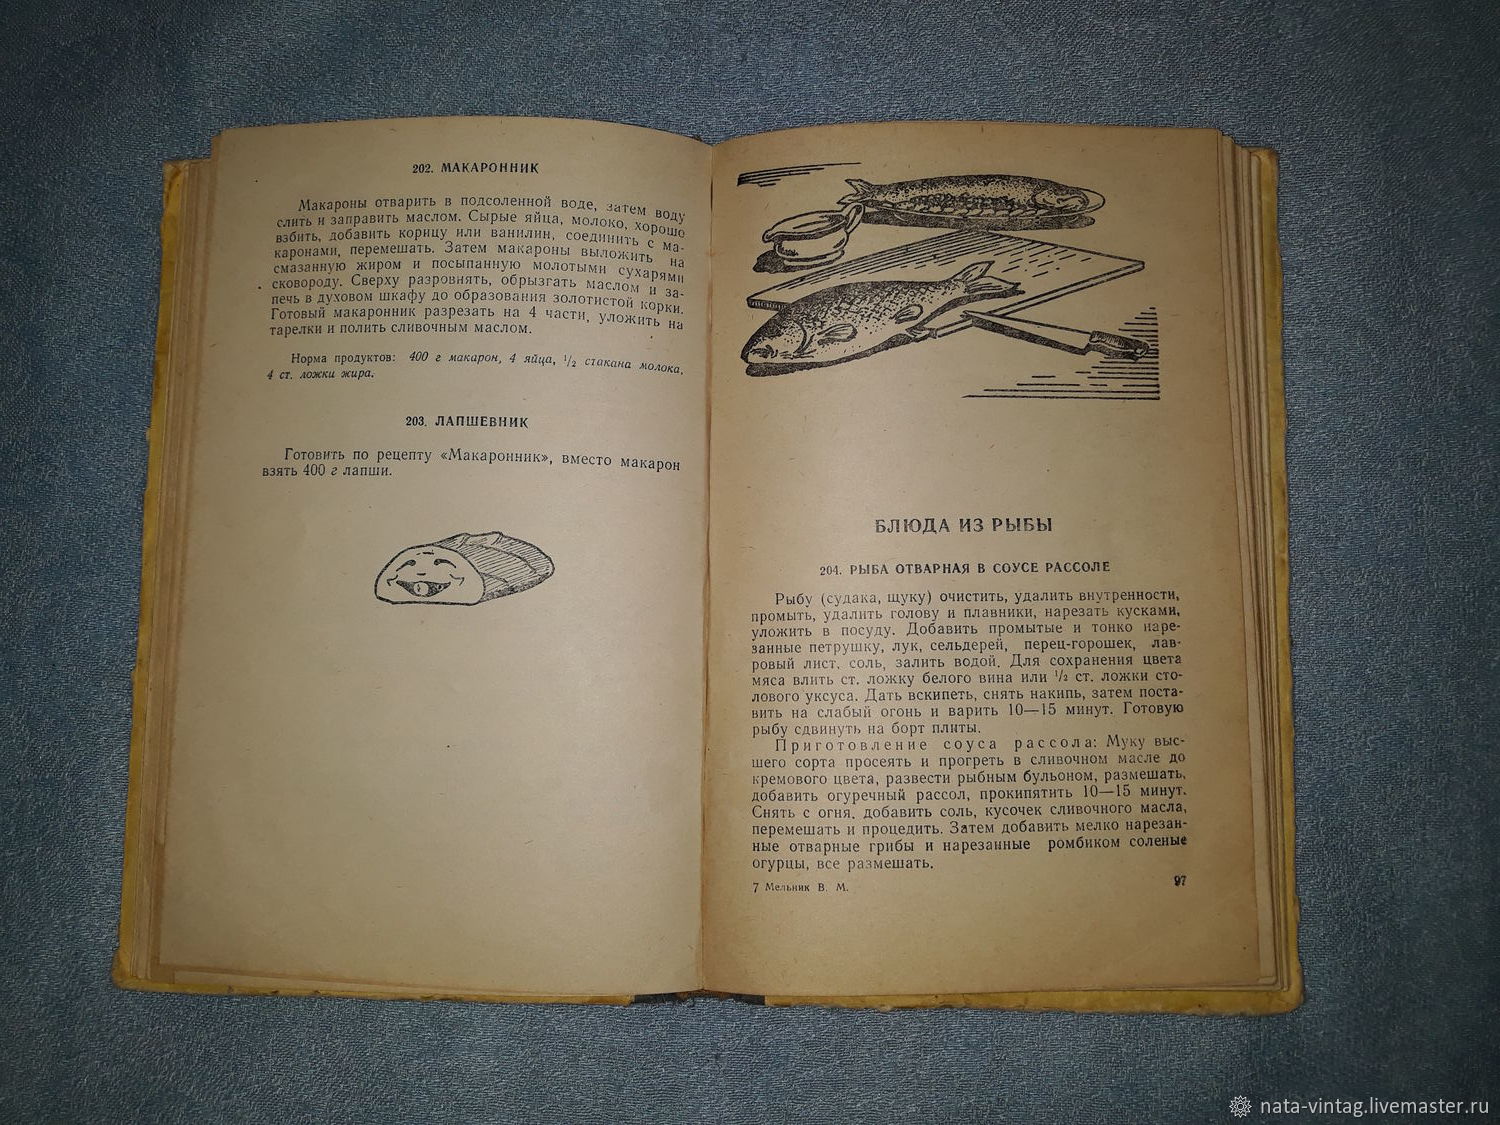 202. МАКАРОННИК
Макароны отварить в подсоленной воде, затем воду
слить и заправить маслом. Сырые яйца, молоко, хорошо
взбить, добавить корицу или ванилин, соединить с ма-
каронами, перемешать. Затем макароны выложить на
смазанную жиром и посыпанную молотыми сухарями
сковороду. Сверху разровнять, обрызгать маслом и за-
печь в духовом шкафу до образования золотистой корки.
Готовый макаронник разрезать на 4 части, уложить на
тарелки и полить сливочным маслом.
Норма продуктов: 400 г макарон, 4 яйца, 1/2 стакана молока,
4 ст. ложки жира.
203. ЛАПШЕВНИК
Готовить по рецепту «Макаронник», вместо макарон
взять 400 г лапши.
БЛЮДА ИЗ РЫБЫ
204. РЫБА ОТВАРНАЯ В СОУСЕ РАССОЛЕ
Рыбу (судака, щуку) очистить, удалить внутренности,
промыть, удалить голову и плавники, нарезать кусками,
уложить в посуду. Добавить промытые и тонко наре-
занные петрушку, лук, сельдерей, перец-горошек, лав-
ровый лист, соль, залить водой. Для сохранения цвета
мяса влить ст. ложку белого вина или 1/2 ст. ложки сто-
лового уксуса. Дать вскипеть, снять накипь, затем поста-
вить на слабый огонь и варить 10—15 минут. Готовую
рыбу сдвинуть на борт плиты.
Приготовление соуса рассола: Муку выс-
шего сорта просеять и прогреть в сливочном масле до
кремового цвета, развести рыбным бульоном, размешать,
добавить огуречный рассол, прокипятить 10—15 минут.
Снять с огня, добавить соль, кусочек сливочного масла,
перемешать и процедить. Затем добавить мелко нарезан-
ные отварные грибы и нарезанные ромбиком соленые
огурцы, все размешать.
7 Мельник В. М.
97
nata-vintag.livemaster.ru